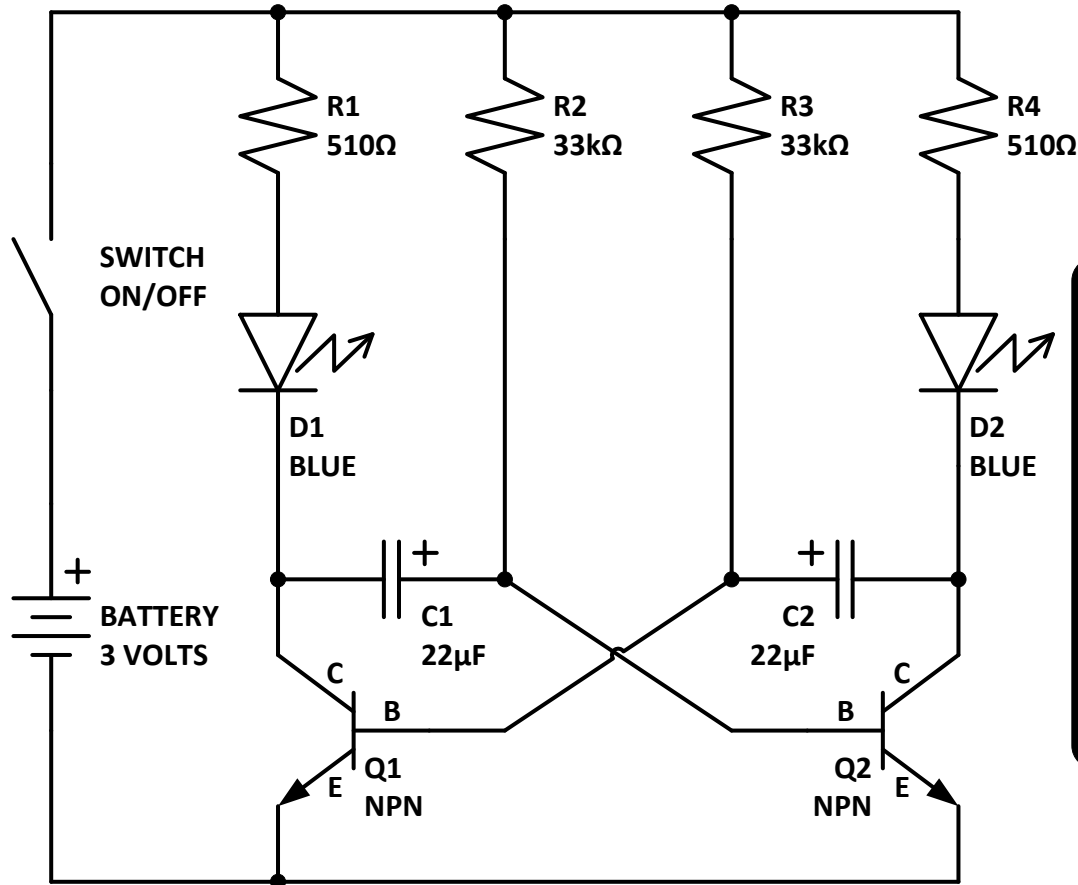 R1
510Ω
R2
33kΩ
R3
33kΩ
R4
510Ω
SWITCH
ON/OFF
D1
BLUE
D2
BLUE
+
BATTERY
3 VOLTS
+
C1
22µF
+
C2
22µF
C
B
E
Q1
NPN
C
B
E
Q2
NPN